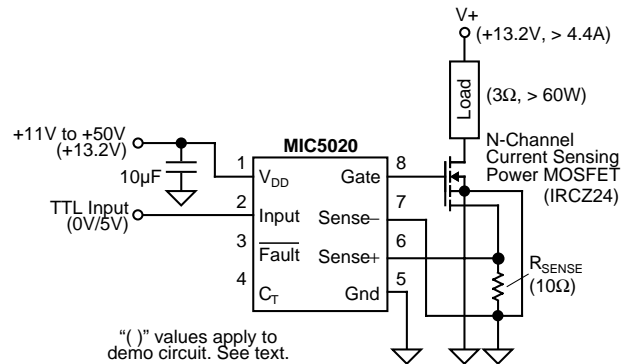 V+
(+13.2V, > 4.4A)
Load
(3Ω, > 60W)
+11V to +50V
(+13.2V)
10µF
TTL Input
(0V/5V)
MIC5020
1
VDD
2
Input
3
Fault
4
CT
8
Gate
7
Sense−
6
Sense+
5
Gnd
N-Channel
Current Sensing
Power MOSFET
(IRCZ24)
RSENSE
(10Ω)
“( )” values apply to
demo circuit. See text.